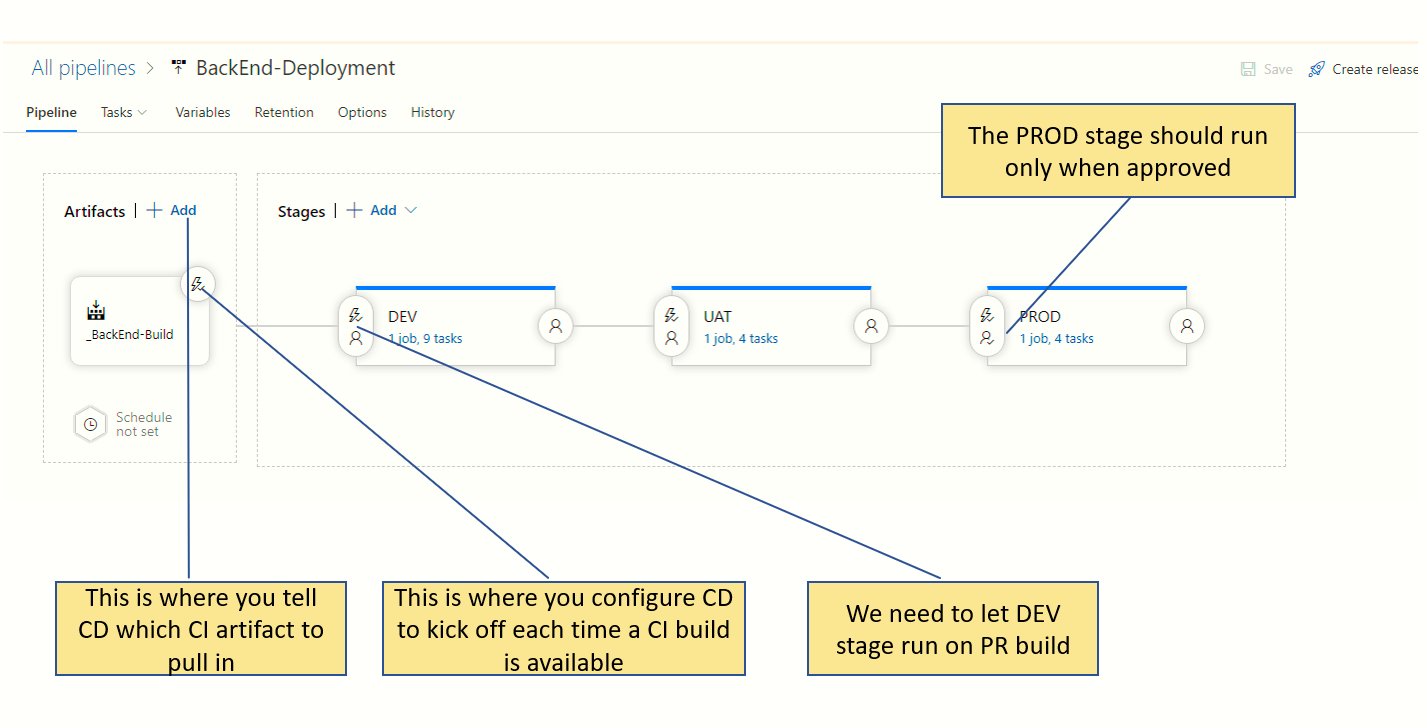 All pipelines > BackEnd-Deployment
Save Create release
Pipeline Tasks Variables Retention Options History
The PROD stage should run
only when approved
Artifacts | + Add
Stages | + Add
_BackEnd-Build
DEV
1 job, 9 tasks
UAT
1 job, 4 tasks
PROD
1 job, 4 tasks
Schedule
not set
This is where you tell
CD which CI artifact to
pull in
This is where you configure CD
to kick off each time a CI build
is available
We need to let DEV
stage run on PR build